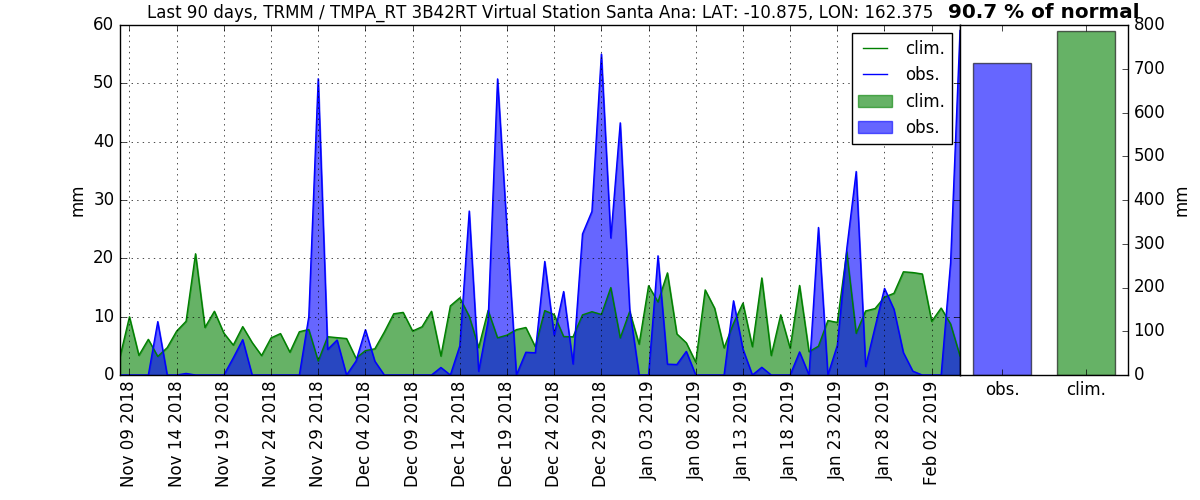 Last 90 days, TRMM / TMPA_RT 3B42RT Virtual Station Santa Ana: LAT: -10.875, LON: 162.375
90.7 % of normal
60
50
40
30
20
10
0
mm
clim.
obs.
clim.
obs.
800
700
600
500
400
300
200
100
0
mm
obs.
clim.
Nov 09 2018
Nov 14 2018
Nov 19 2018
Nov 24 2018
Nov 29 2018
Dec 04 2018
Dec 09 2018
Dec 14 2018
Dec 19 2018
Dec 24 2018
Dec 29 2018
Jan 03 2019
Jan 08 2019
Jan 13 2019
Jan 18 2019
Jan 23 2019
Jan 28 2019
Feb 02 2019